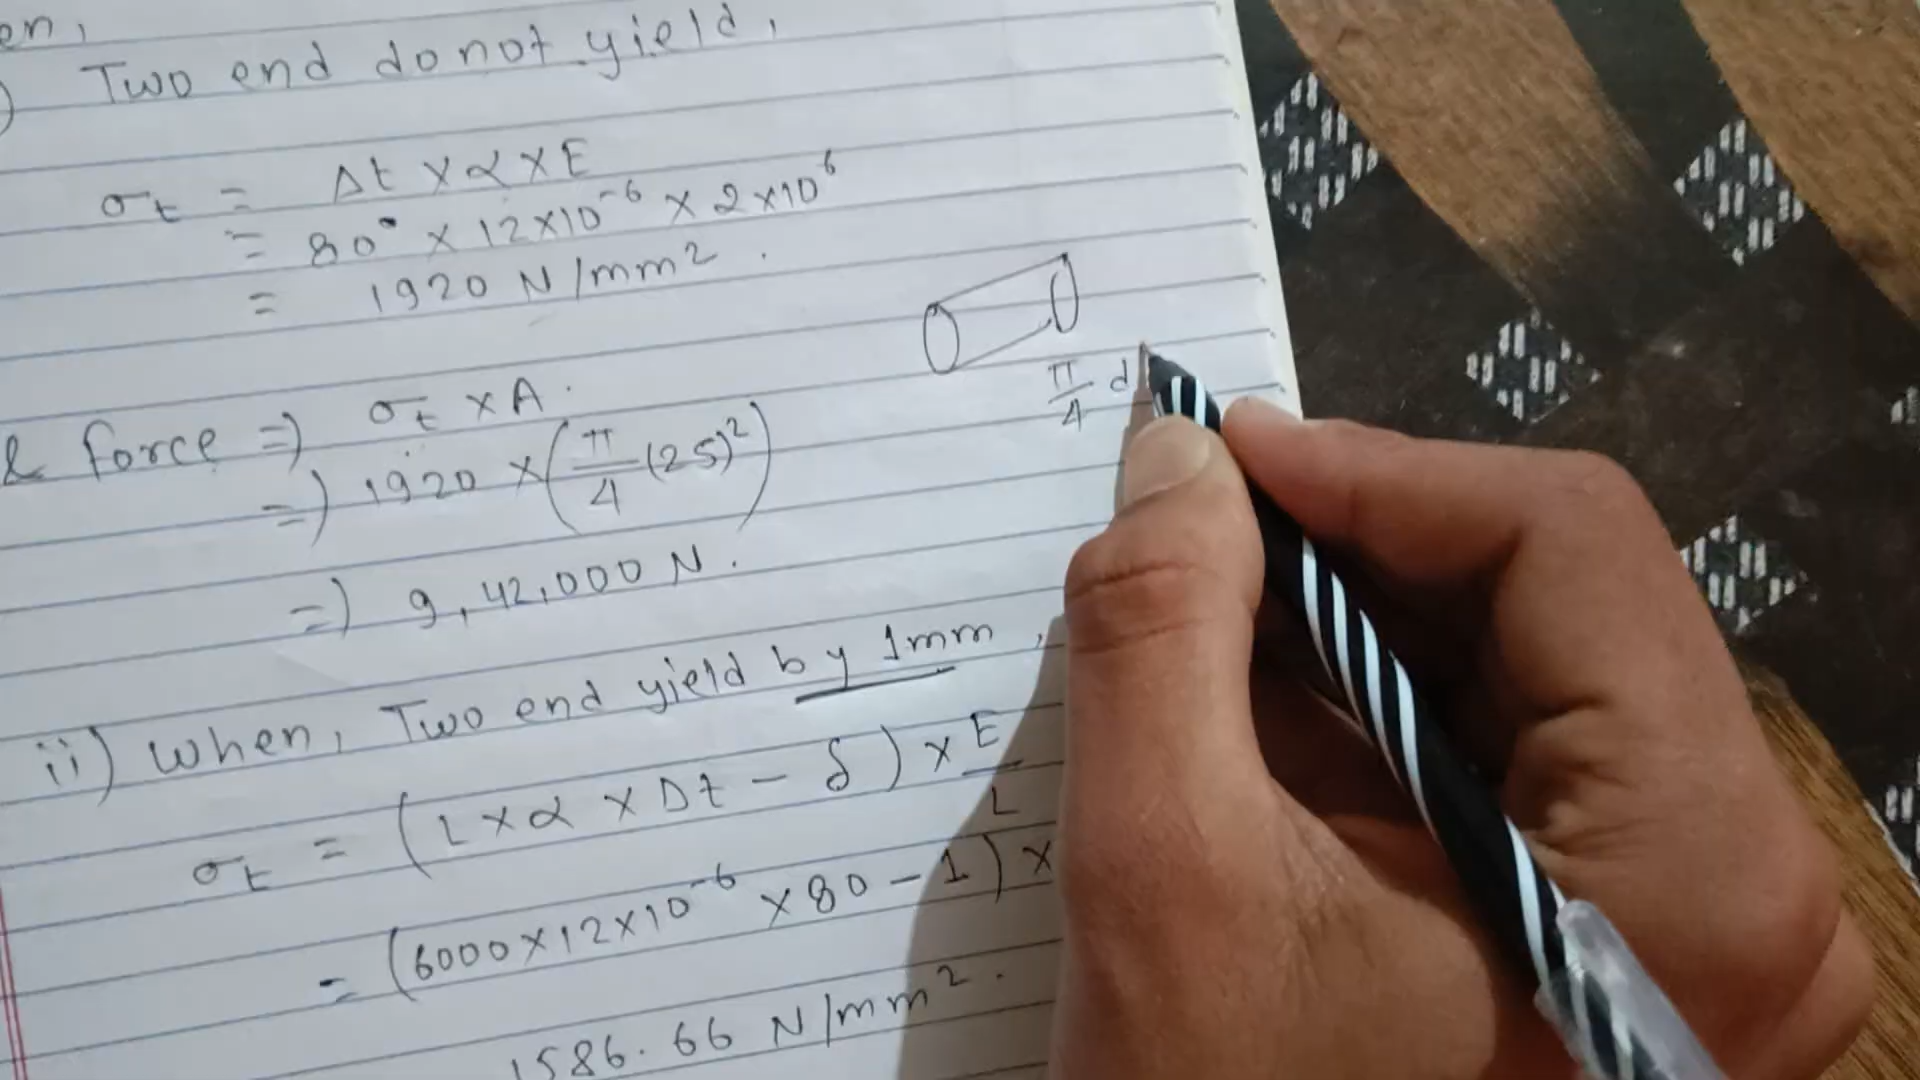 en,
) Two end do not yield,
σt = Δt × α × E
= 80° × 12×10⁻⁶ × 2×10⁶
= 1920 N/mm² .
π/4 d
& force ⇒ σt × A .
⇒ 1920 × (π/4 (25)²)
⇒ 9,42,000 N .
ii) When, Two end yield by 1mm ,
σt = (L × α × Δt − δ) × E/L
= (6000×12×10⁻⁶ ×80 − 1) ×
1586.66 N/mm² .